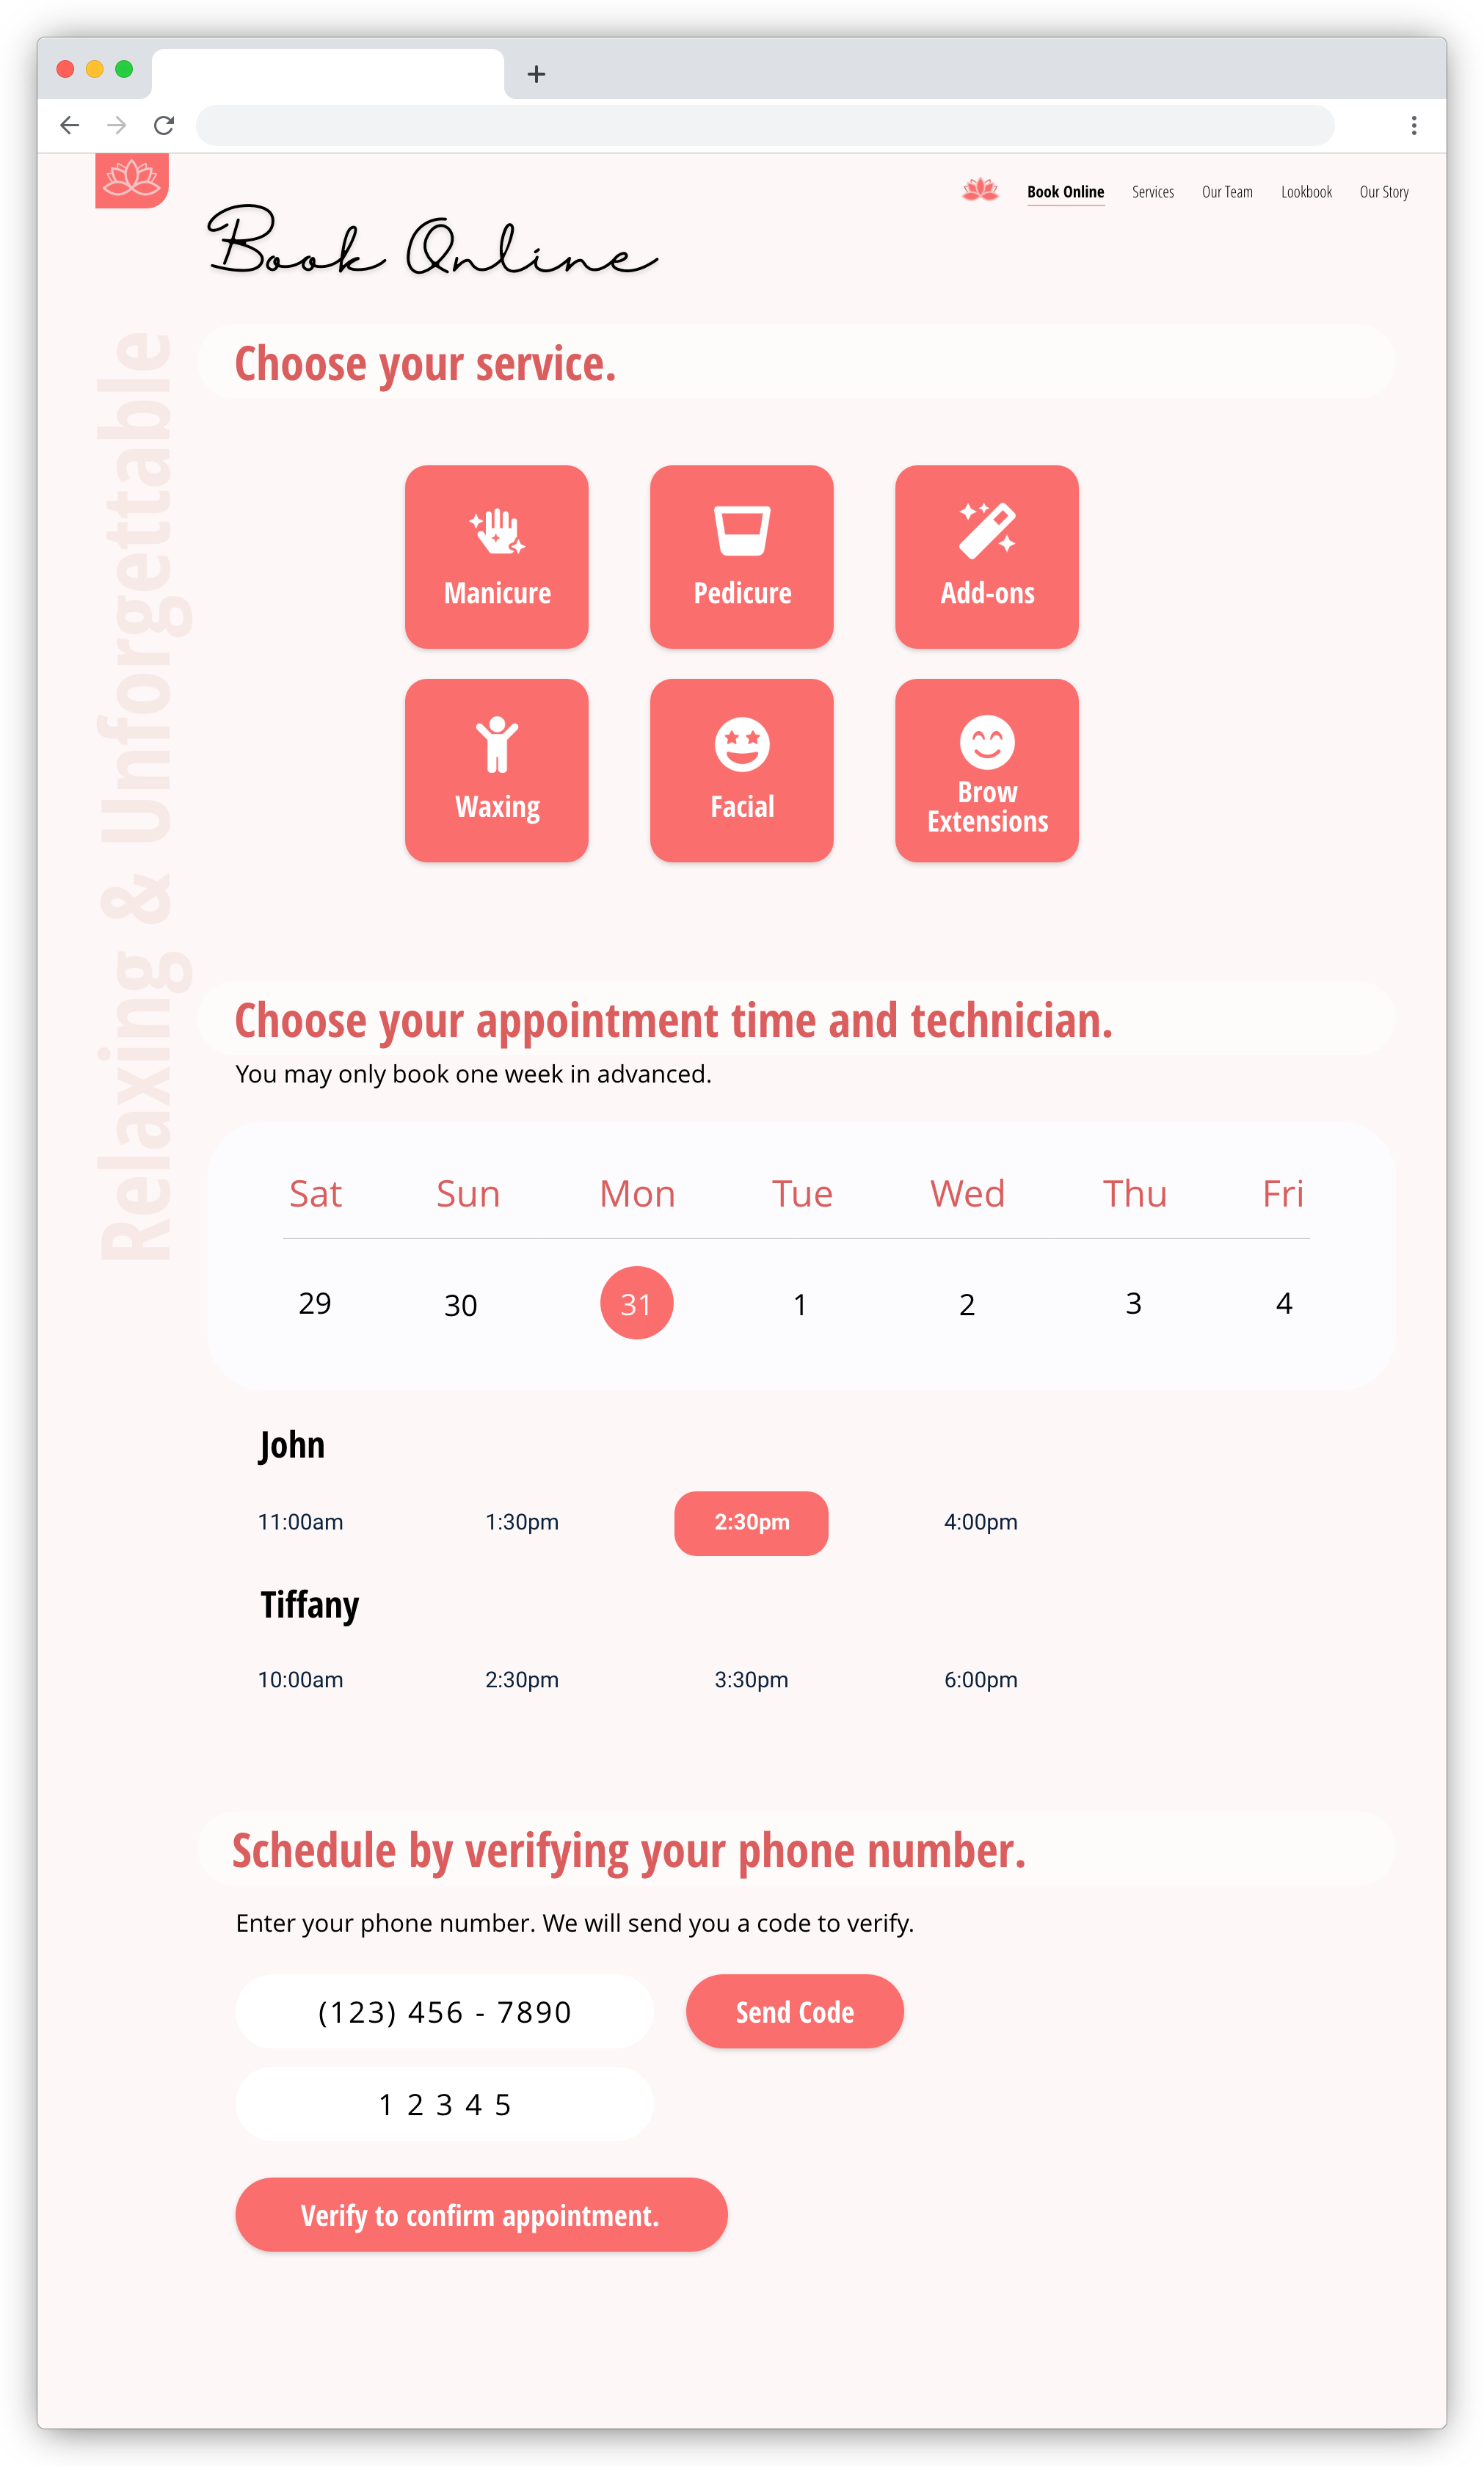 Book Online
Services
Our Team
Lookbook
Our Story
Book Online
Relaxing & Unforgettable
Choose your service.
Manicure
Pedicure
Add-ons
Waxing
Facial
Brow
Extensions
Choose your appointment time and technician.
You may only book one week in advanced.
Sat Sun Mon Tue Wed Thu Fri
29 30 31 1 2 3 4
John
11:00am 1:30pm 2:30pm 4:00pm
Tiffany
10:00am 2:30pm 3:30pm 6:00pm
Schedule by verifying your phone number.
Enter your phone number. We will send you a code to verify.
(123) 456 - 7890
Send Code
1 2 3 4 5
Verify to confirm appointment.